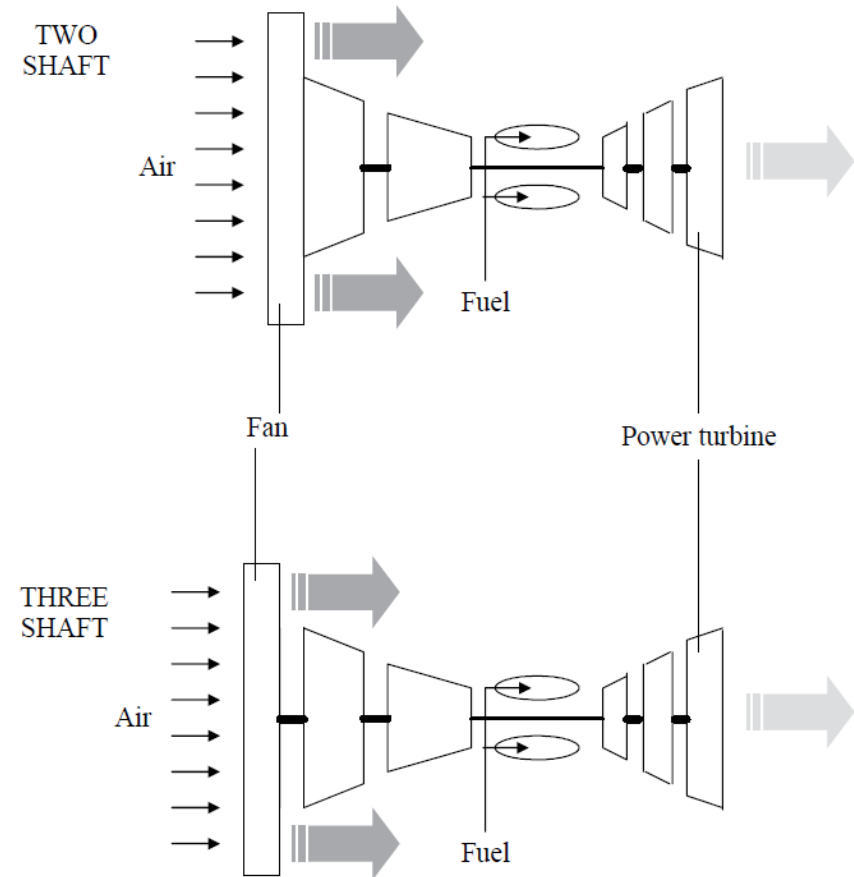 TWO
SHAFT
Air
Fuel
Fan
Power turbine
THREE
SHAFT
Air
Fuel